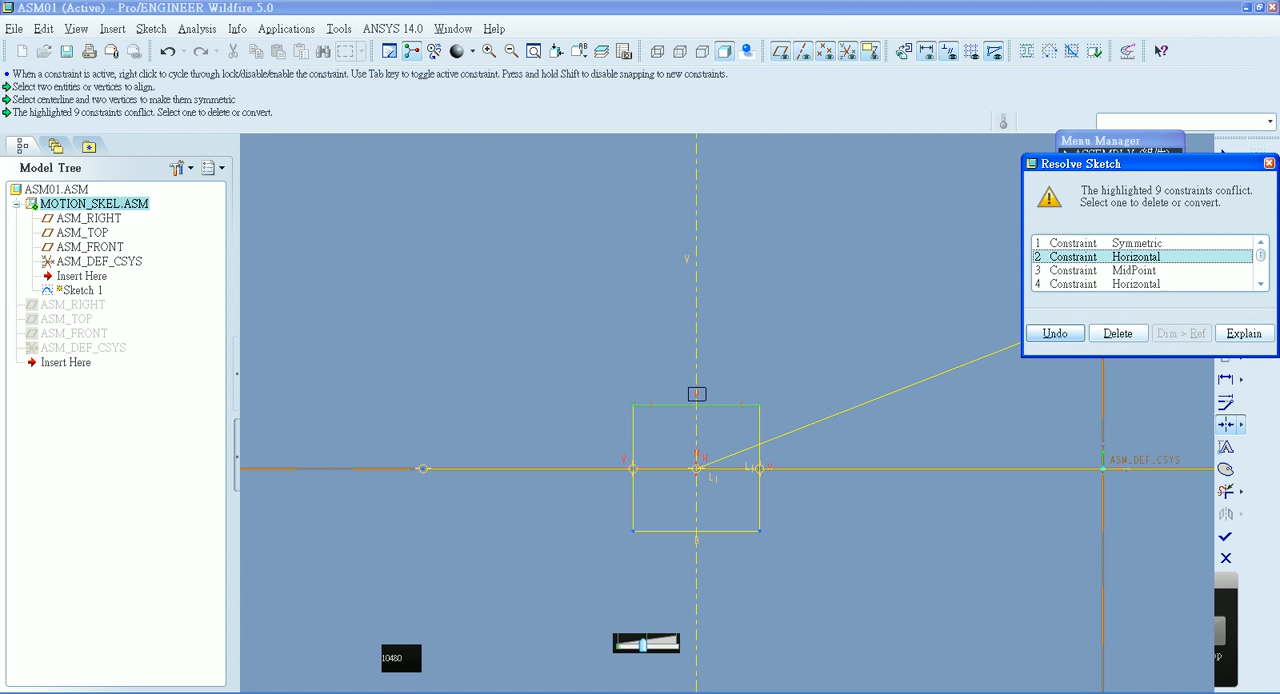 ASM01 (Active) - Pro/ENGINEER Wildfire 5.0
File Edit View Insert Sketch Analysis Info Applications Tools ANSYS 14.0 Window Help
When a constraint is active, right click to cycle through lock/disable/enable the constraint. Use Tab key to toggle active constraint. Press and hold Shift to disable snapping to new constraints.
Select two entities or vertices to align.
Select centerline and two vertices to make them symmetric
The highlighted 9 constraints conflict. Select one to delete or convert.
Menu Manager
Resolve Sketch
Model Tree
The highlighted 9 constraints conflict.
Select one to delete or convert.
ASM01.ASM
MOTION_SKEL.ASM
ASM_RIGHT
ASM_TOP
ASM_FRONT
ASM_DEF_CSYS
Insert Here
Sketch 1
ASM_RIGHT
ASM_TOP
ASM_FRONT
ASM_DEF_CSYS
Insert Here
1 Constraint Symmetric
2 Constraint Horizontal
3 Constraint MidPoint
4 Constraint Horizontal
Undo Delete Dim > Ref Explain
V
V
H
L1
ASM_DEF_CSYS
10480